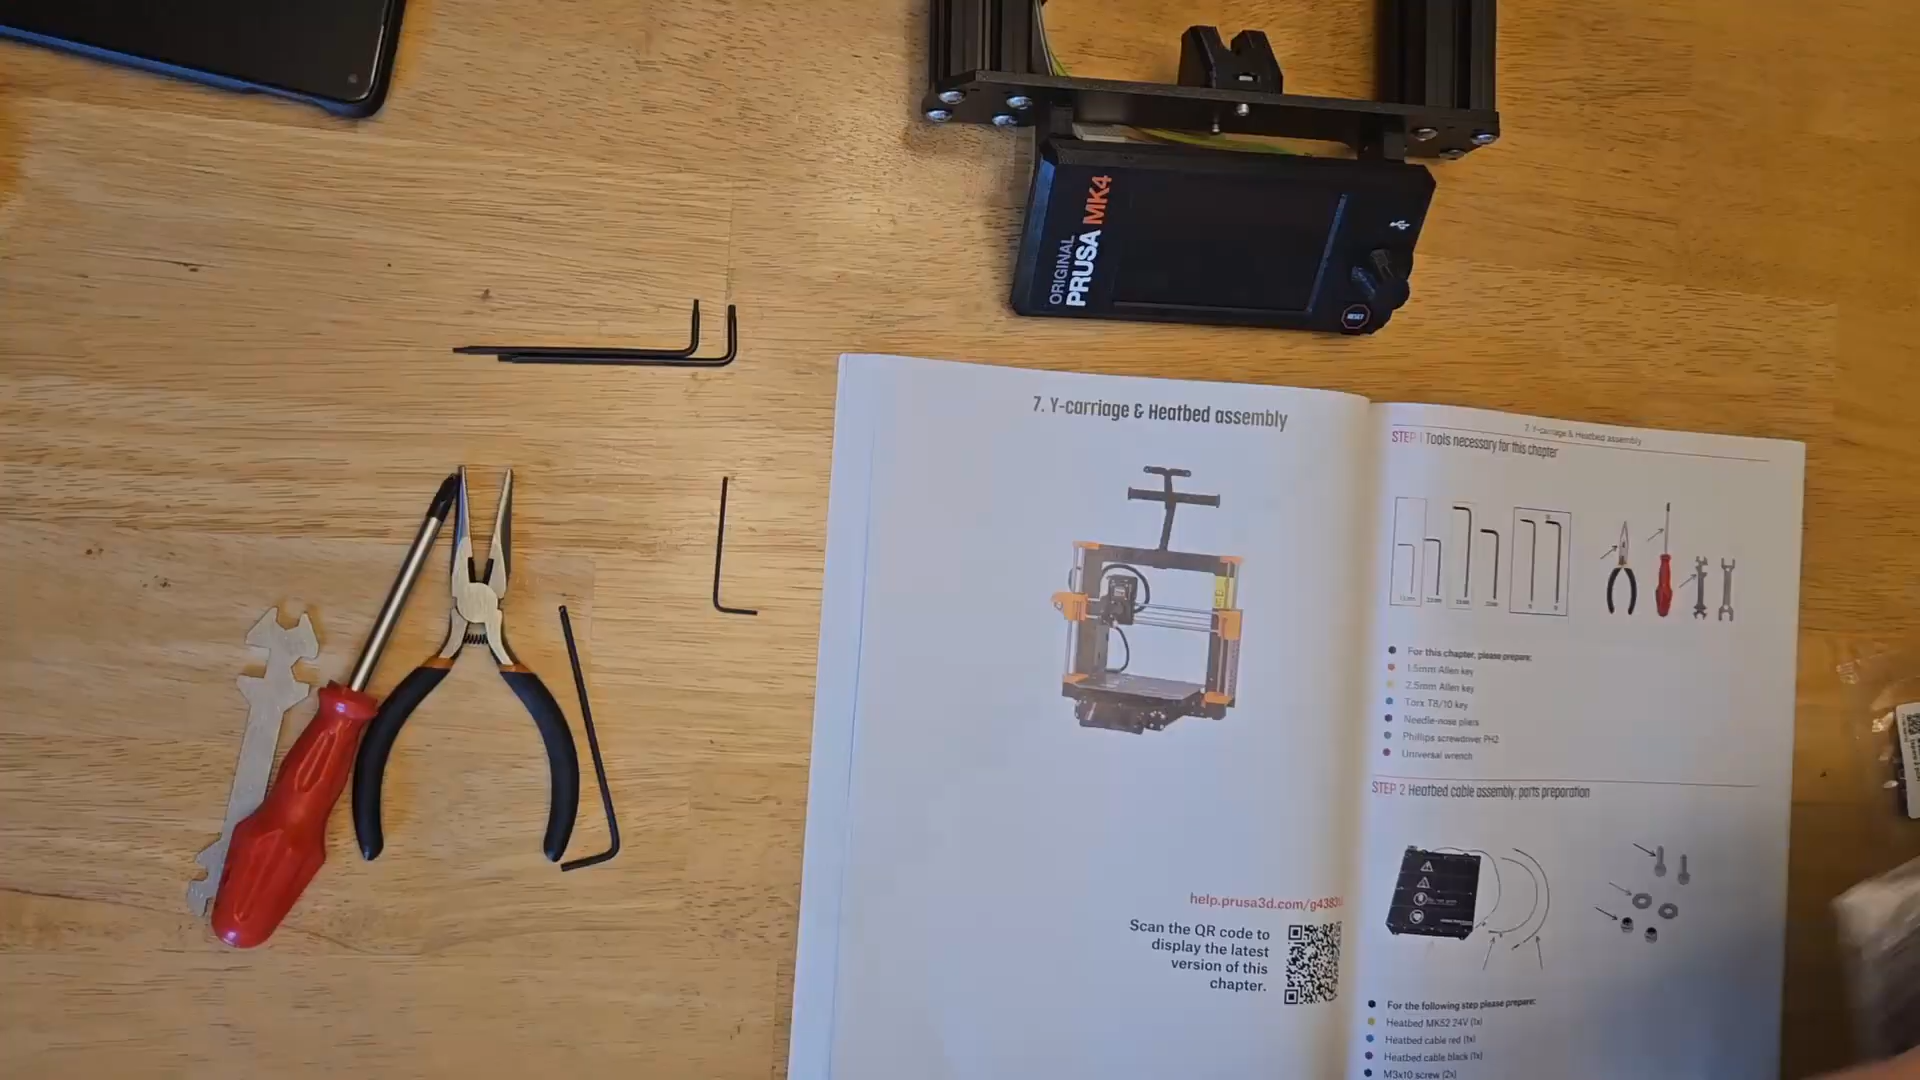 ORIGINAL
PRUSA MK4
RESET
7. Y-carriage & Heatbed assembly
help.prusa3d.com/g4383
Scan the QR code to
display the latest
version of this
chapter.
7. Y-carriage & Heatbed assembly
STEP 1 Tools necessary for this chapter
For this chapter, please prepare:
1.5mm Allen key
2.5mm Allen key
Torx T8/10 key
Needle-nose pliers
Phillips screwdriver PH2
Universal wrench
STEP 2 Heatbed cable assembly: parts preparation
For the following step please prepare:
Heatbed MK52 24V (1x)
Heatbed cable red (1x)
Heatbed cable black (1x)
M3x10 screw (2x)